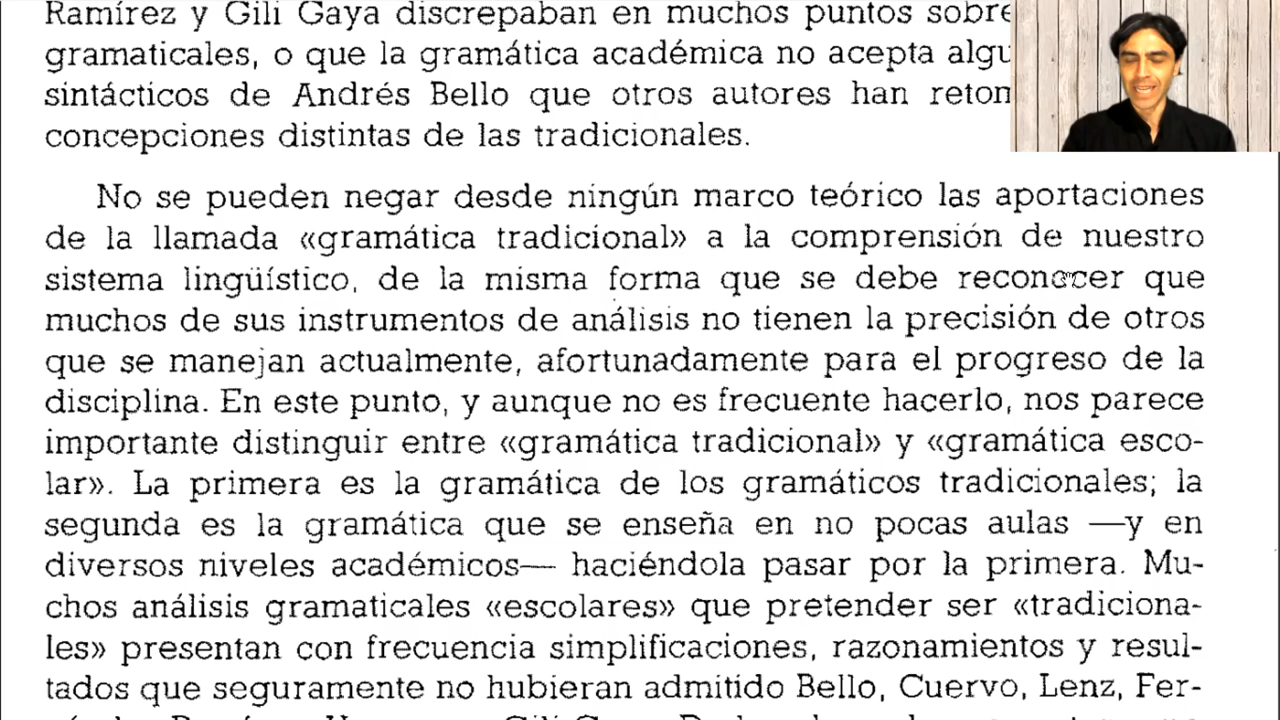 Ramírez y Gili Gaya discrepaban en muchos puntos sobre
gramaticales, o que la gramática académica no acepta
sintácticos de Andrés Bello que otros autores han
concepciones distintas de las tradicionales.
No se pueden negar desde ningún marco teórico las aportaciones
de la llamada «gramática tradicional» a la comprensión de nuestro
sistema lingüístico, de la misma forma que se debe reconocer que
muchos de sus instrumentos de análisis no tienen la precisión de otros
que se manejan actualmente, afortunadamente para el progreso de la
disciplina. En este punto, y aunque no es frecuente hacerlo, nos parece
importante distinguir entre «gramática tradicional» y «gramática esco-
lar». La primera es la gramática de los gramáticos tradicionales; la
segunda es la gramática que se enseña en no pocas aulas —y en
diversos niveles académicos— haciéndola pasar por la primera. Mu-
chos análisis gramaticales «escolares» que pretender ser «tradiciona-
les» presentan con frecuencia simplificaciones, razonamientos y resul-
tados que seguramente no hubieran admitido Bello, Cuervo, Lenz, Fer-